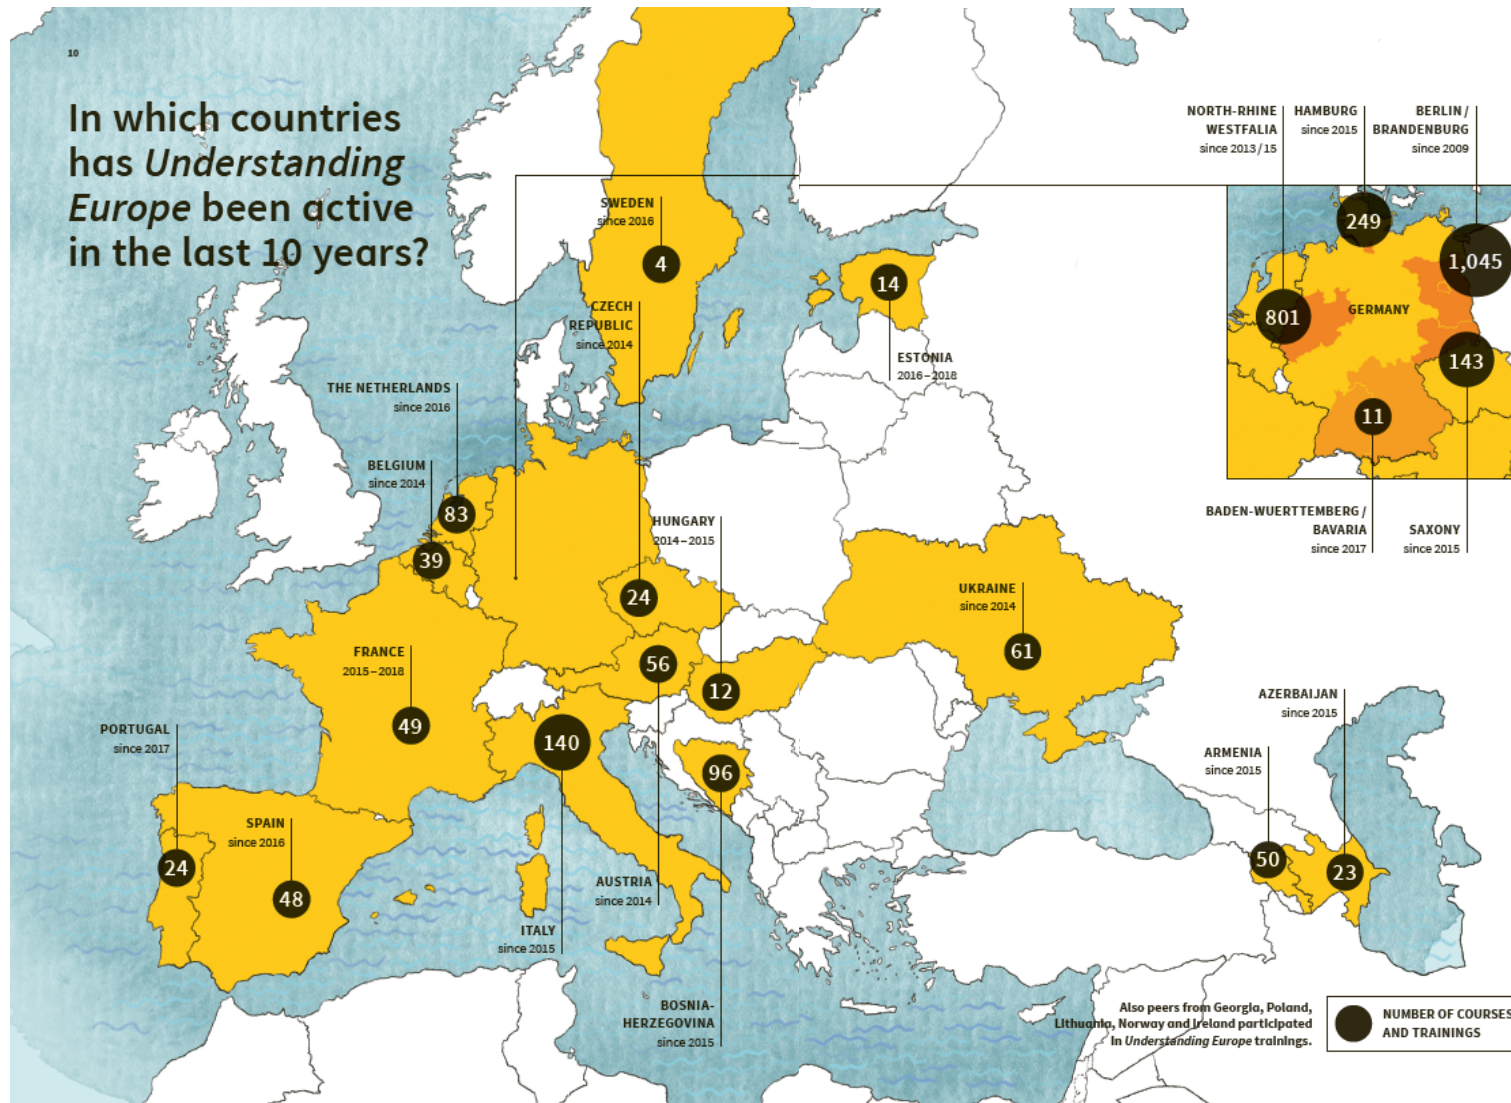 10
In which countries
has Understanding
Europe been active
in the last 10 years?
NORTH-RHINE
WESTFALIA
since 2013/15
HAMBURG
since 2015
BERLIN/
BRANDENBURG
since 2009
249
1,045
801
GERMANY
143
11
BADEN-WUERTTEMBERG/
BAVARIA
since 2017
SAXONY
since 2015
SWEDEN
since 2016
4
CZECH
REPUBLIC
since 2014
14
ESTONIA
2016–2018
THE NETHERLANDS
since 2016
BELGIUM
since 2014
83
39
HUNGARY
2014–2015
24
UKRAINE
since 2014
61
FRANCE
2015–2018
56
12
49
140
96
PORTUGAL
since 2017
AZERBAIJAN
since 2015
ARMENIA
since 2015
SPAIN
since 2016
24
48
50
23
AUSTRIA
since 2014
ITALY
since 2015
BOSNIA-
HERZEGOVINA
since 2015
Also peers from Georgia, Poland,
Lithuania, Norway and Ireland participated
in Understanding Europe trainings.
NUMBER OF COURSES
AND TRAININGS